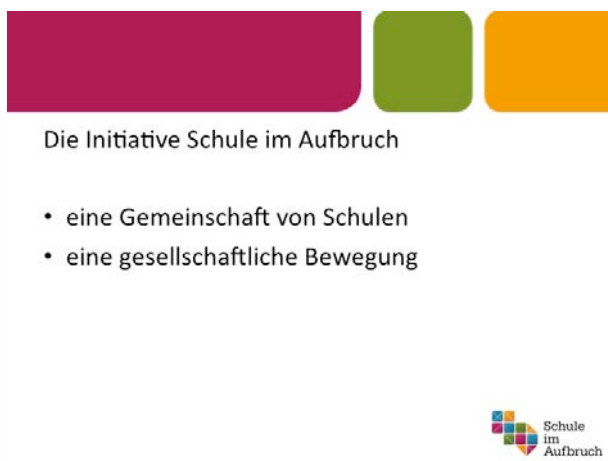 Die Initiative Schule im Aufbruch
• eine Gemeinschaft von Schulen
• eine gesellschaftliche Bewegung
Schule
im
Aufbruch